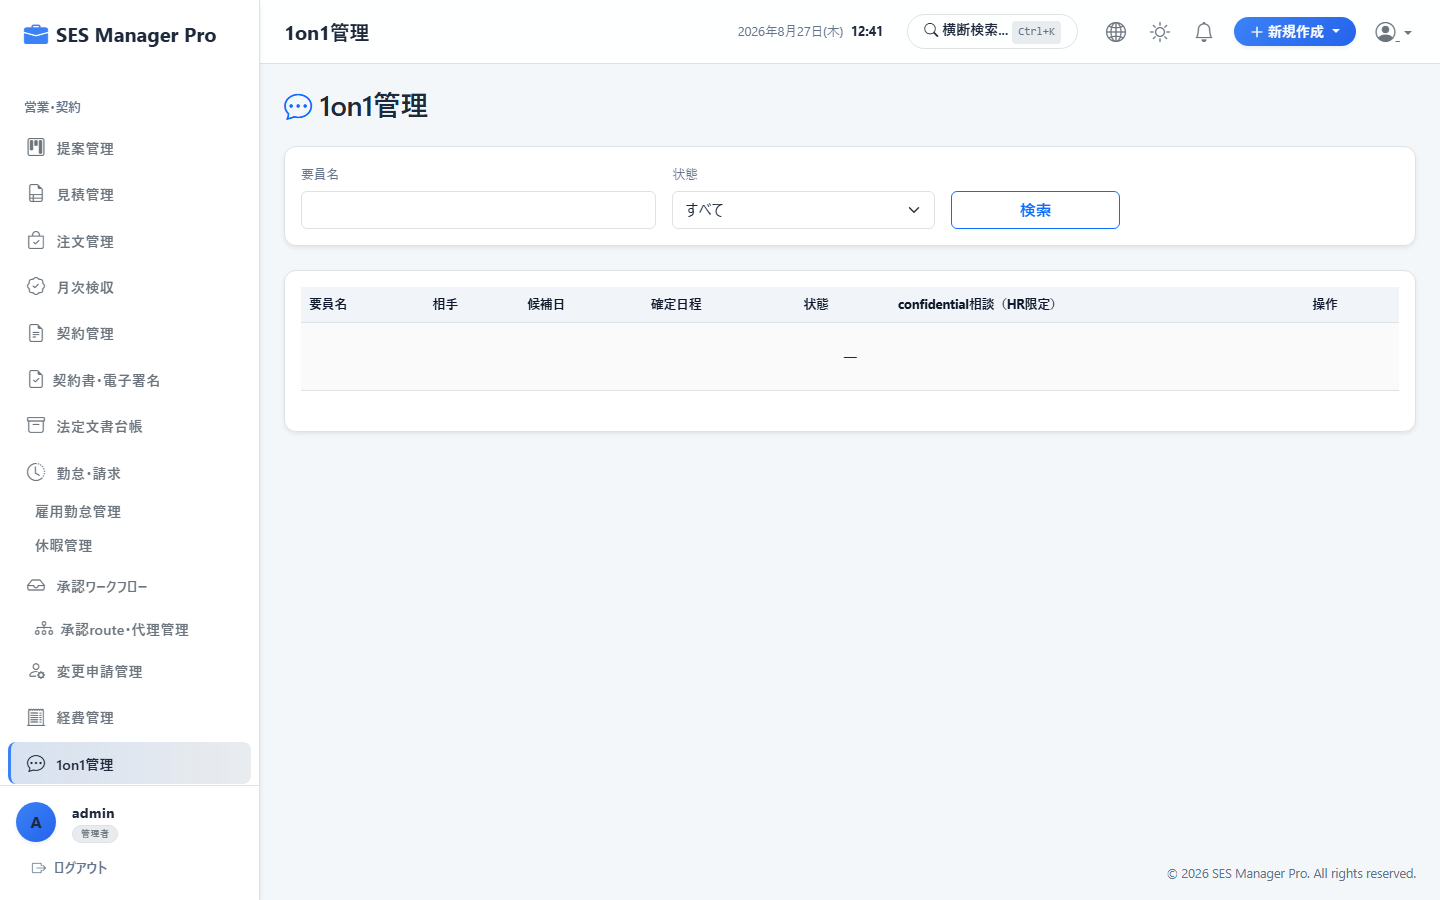 SES Manager Pro
営業・契約
提案管理
見積管理
注文管理
月次検収
契約管理
契約書・電子署名
法定文書台帳
勤怠・請求
雇用勤怠管理
休暇管理
承認ワークフロー
承認route・代理管理
変更申請管理
経費管理
1on1管理
A
admin
管理者
ログアウト
1on1管理
2026年8月27日(木) 12:41
横断検索... Ctrl+K
新規作成
1on1管理
要員名
状態
すべて
検索
要員名 相手 候補日 確定日程 状態 confidential相談（HR限定） 操作
—
© 2026 SES Manager Pro. All rights reserved.